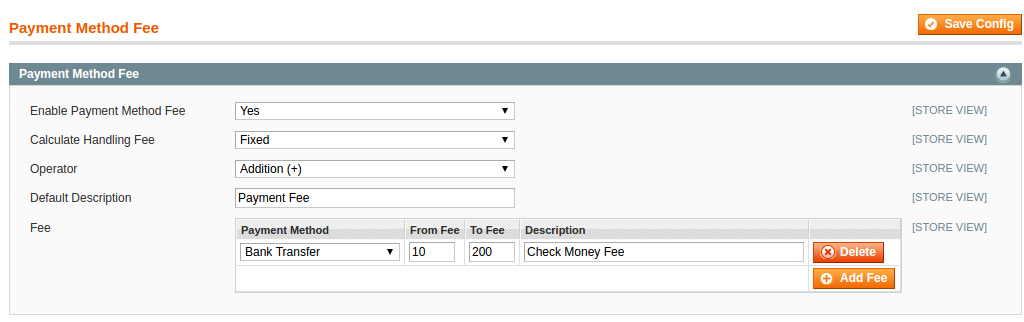 Payment Method Fee
Save Config
Payment Method Fee
Enable Payment Method Fee Yes [STORE VIEW]
Calculate Handling Fee Fixed [STORE VIEW]
Operator Addition (+) [STORE VIEW]
Default Description Payment Fee [STORE VIEW]
Fee [STORE VIEW]
Payment Method From Fee To Fee Description
Bank Transfer 10 200 Check Money Fee Delete
Add Fee